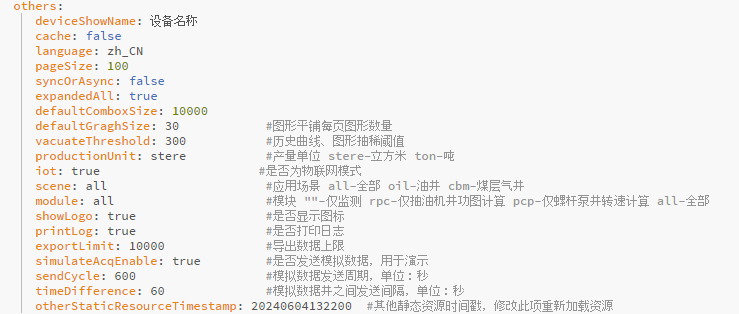 others:
deviceShowName: 设备名称
cache: false
language: zh_CN
pageSize: 100
syncOrAsync: false
expandedAll: true
defaultComboxSize: 10000
defaultGraghSize: 30 #图形平铺每页图形数量
vacuateThreshold: 300 #历史曲线、图形抽稀阈值
productionUnit: stere #产量单位 stere-立方米 ton-吨
iot: true #是否为物联网模式
scene: all #应用场景 all-全部 oil-油井 cbm-煤层气井
module: all #模块 ""-仅监测 rpc-仅抽油机井功图计算 pcp-仅螺杆泵井转速计算 all-全部
showLogo: true #是否显示图标
printLog: true #是否打印日志
exportLimit: 10000 #导出数据上限
simulateAcqEnable: true #是否发送模拟数据，用于演示
sendCycle: 600 #模拟数据发送周期，单位：秒
timeDifference: 60 #模拟数据井之间发送间隔，单位：秒
otherStaticResourceTimestamp: 20240604132200 #其他静态资源时间戳，修改此项重新加载资源